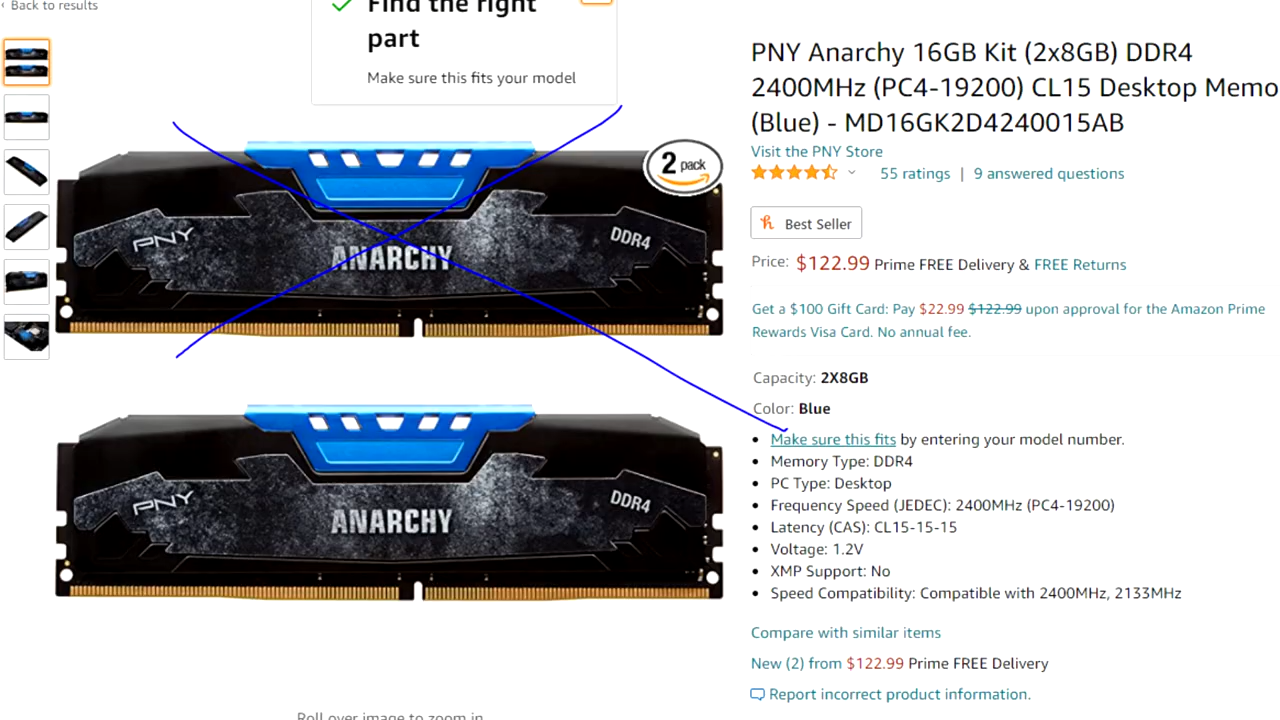 ‹ Back to results
Find the right
part
Make sure this fits your model
PNY Anarchy 16GB Kit (2x8GB) DDR4
2400MHz (PC4-19200) CL15 Desktop Memo
(Blue) - MD16GK2D4240015AB
Visit the PNY Store
55 ratings | 9 answered questions
Best Seller
Price: $122.99 Prime FREE Delivery & FREE Returns
Get a $100 Gift Card: Pay $22.99 $122.99 upon approval for the Amazon Prime
Rewards Visa Card. No annual fee.
Capacity: 2X8GB
Color: Blue
• Make sure this fits by entering your model number.
• Memory Type: DDR4
• PC Type: Desktop
• Frequency Speed (JEDEC): 2400MHz (PC4-19200)
• Latency (CAS): CL15-15-15
• Voltage: 1.2V
• XMP Support: No
• Speed Compatibility: Compatible with 2400MHz, 2133MHz
Compare with similar items
New (2) from $122.99 Prime FREE Delivery
Report incorrect product information.
2 pack
PNY ANARCHY DDR4
PNY ANARCHY DDR4
Roll over image to zoom in